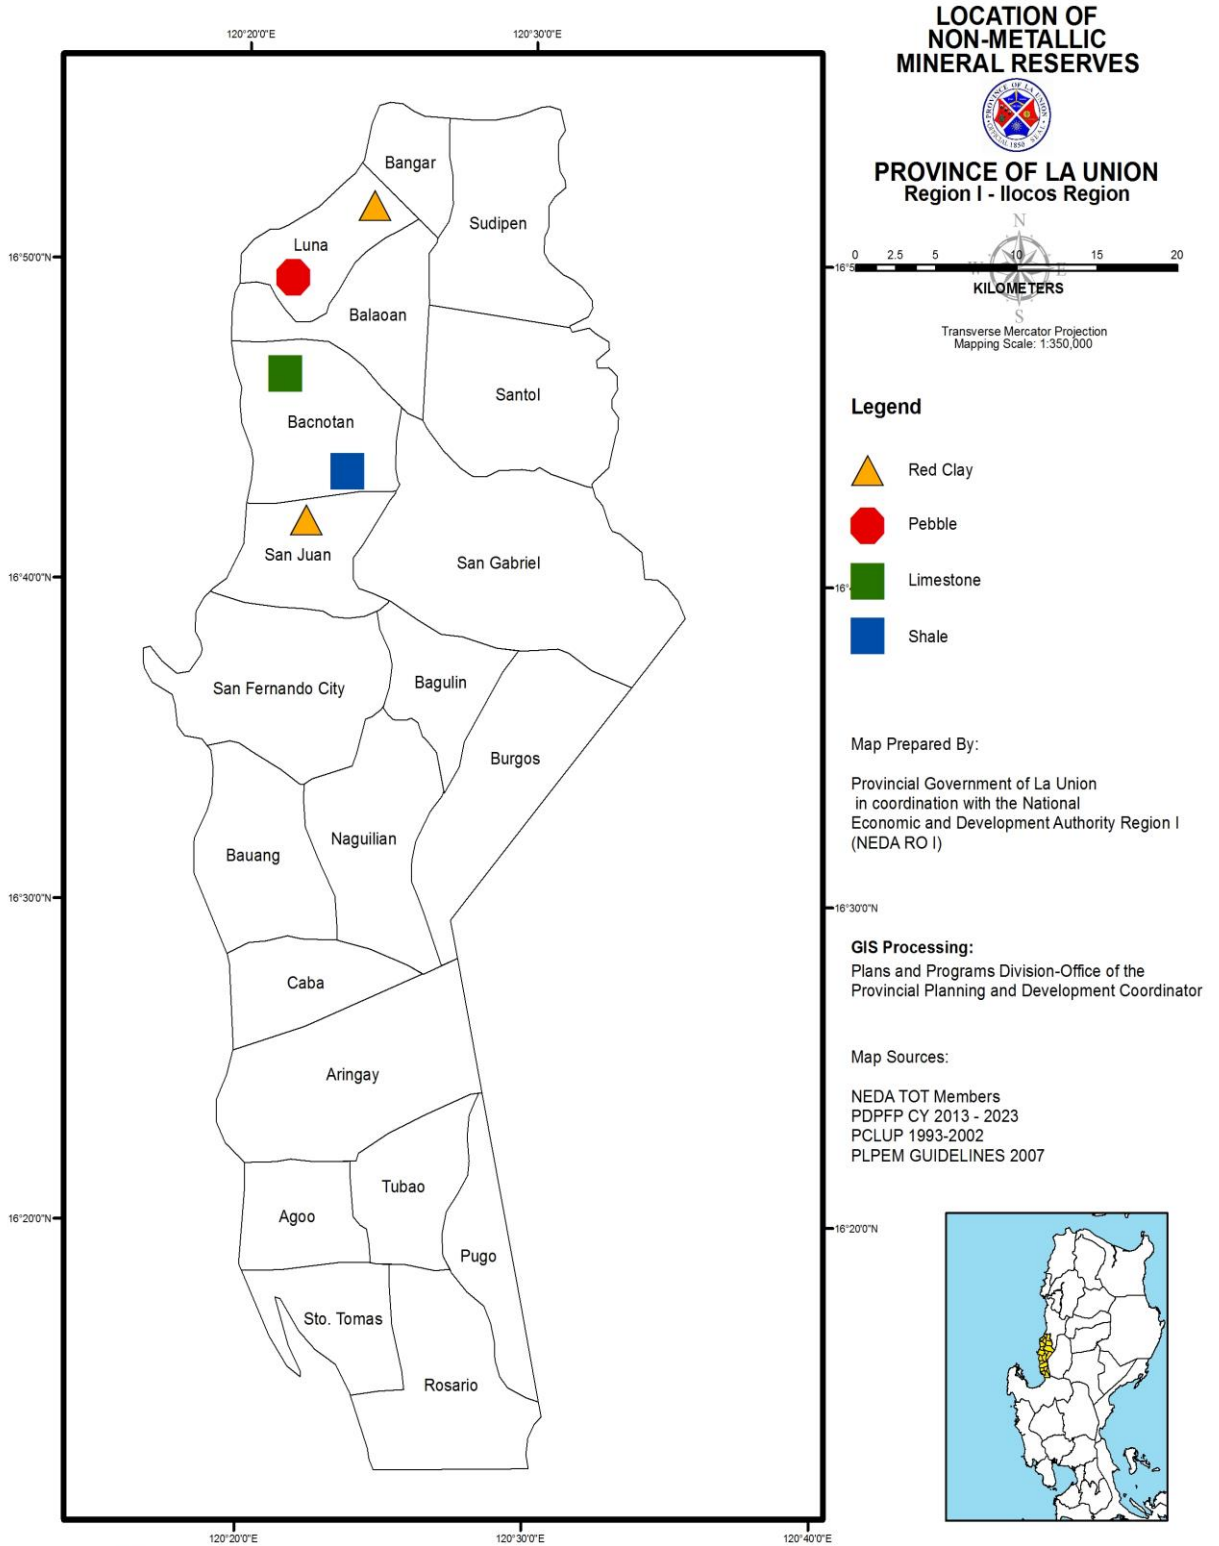 LOCATION OF
NON-METALLIC
MINERAL RESERVES
PROVINCE OF LA UNION
OFFICIAL SEAL
1850
PROVINCE OF LA UNION
Region I - Ilocos Region
N
0 2.5 5 10 15 20
W E
KILOMETERS
S
Transverse Mercator Projection
Mapping Scale: 1:350,000
Legend
Red Clay
Pebble
Limestone
Shale
Map Prepared By:
Provincial Government of La Union
in coordination with the National
Economic and Development Authority Region I
(NEDA RO I)
GIS Processing:
Plans and Programs Division-Office of the
Provincial Planning and Development Coordinator
Map Sources:
NEDA TOT Members
PDPFP CY 2013 - 2023
PCLUP 1993-2002
PLPEM GUIDELINES 2007
120°20'0"E 120°30'0"E
Bangar
Sudipen
Luna
16°50'0"N
Balaoan
Santol
Bacnotan
San Juan
San Gabriel
16°40'0"N
San Fernando City
Bagulin
Burgos
Naguilian
Bauang
16°30'0"N 16°30'0"N
Caba
Aringay
Tubao
Agoo
16°20'0"N 16°20'0"N
Pugo
Sto. Tomas
Rosario
120°20'0"E 120°30'0"E 120°40'0"E